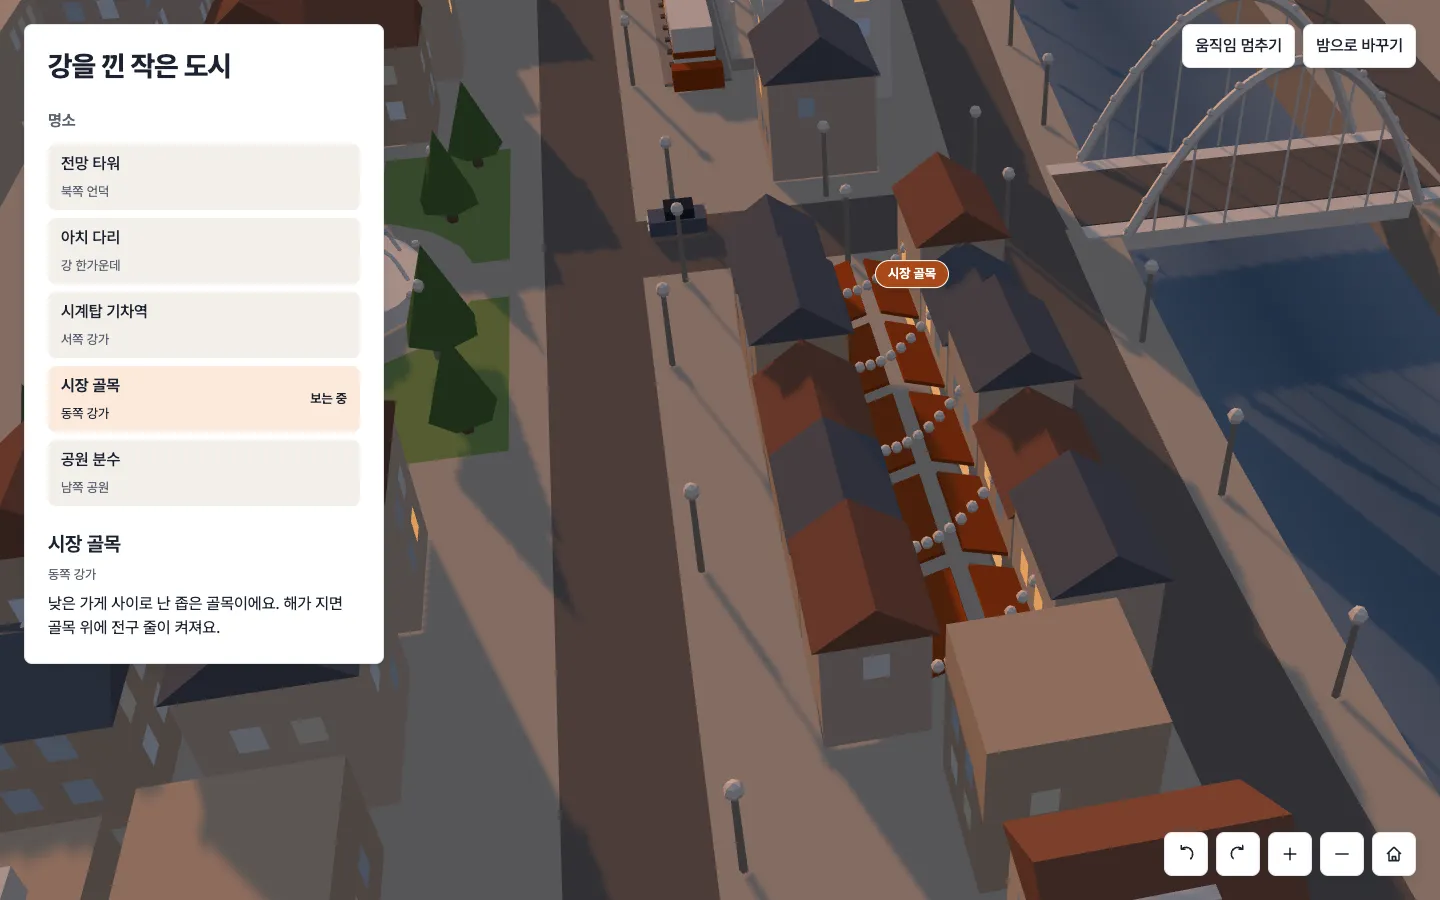 강을 낀 작은 도시
움직임 멈추기
밤으로 바꾸기
명소
전망 타워
북쪽 언덕
아치 다리
강 한가운데
시계탑 기차역
서쪽 강가
시장 골목
동쪽 강가
보는 중
공원 분수
남쪽 공원
시장 골목
동쪽 강가
낮은 가게 사이로 난 좁은 골목이에요. 해가 지면
골목 위에 전구 줄이 켜져요.
시장 골목